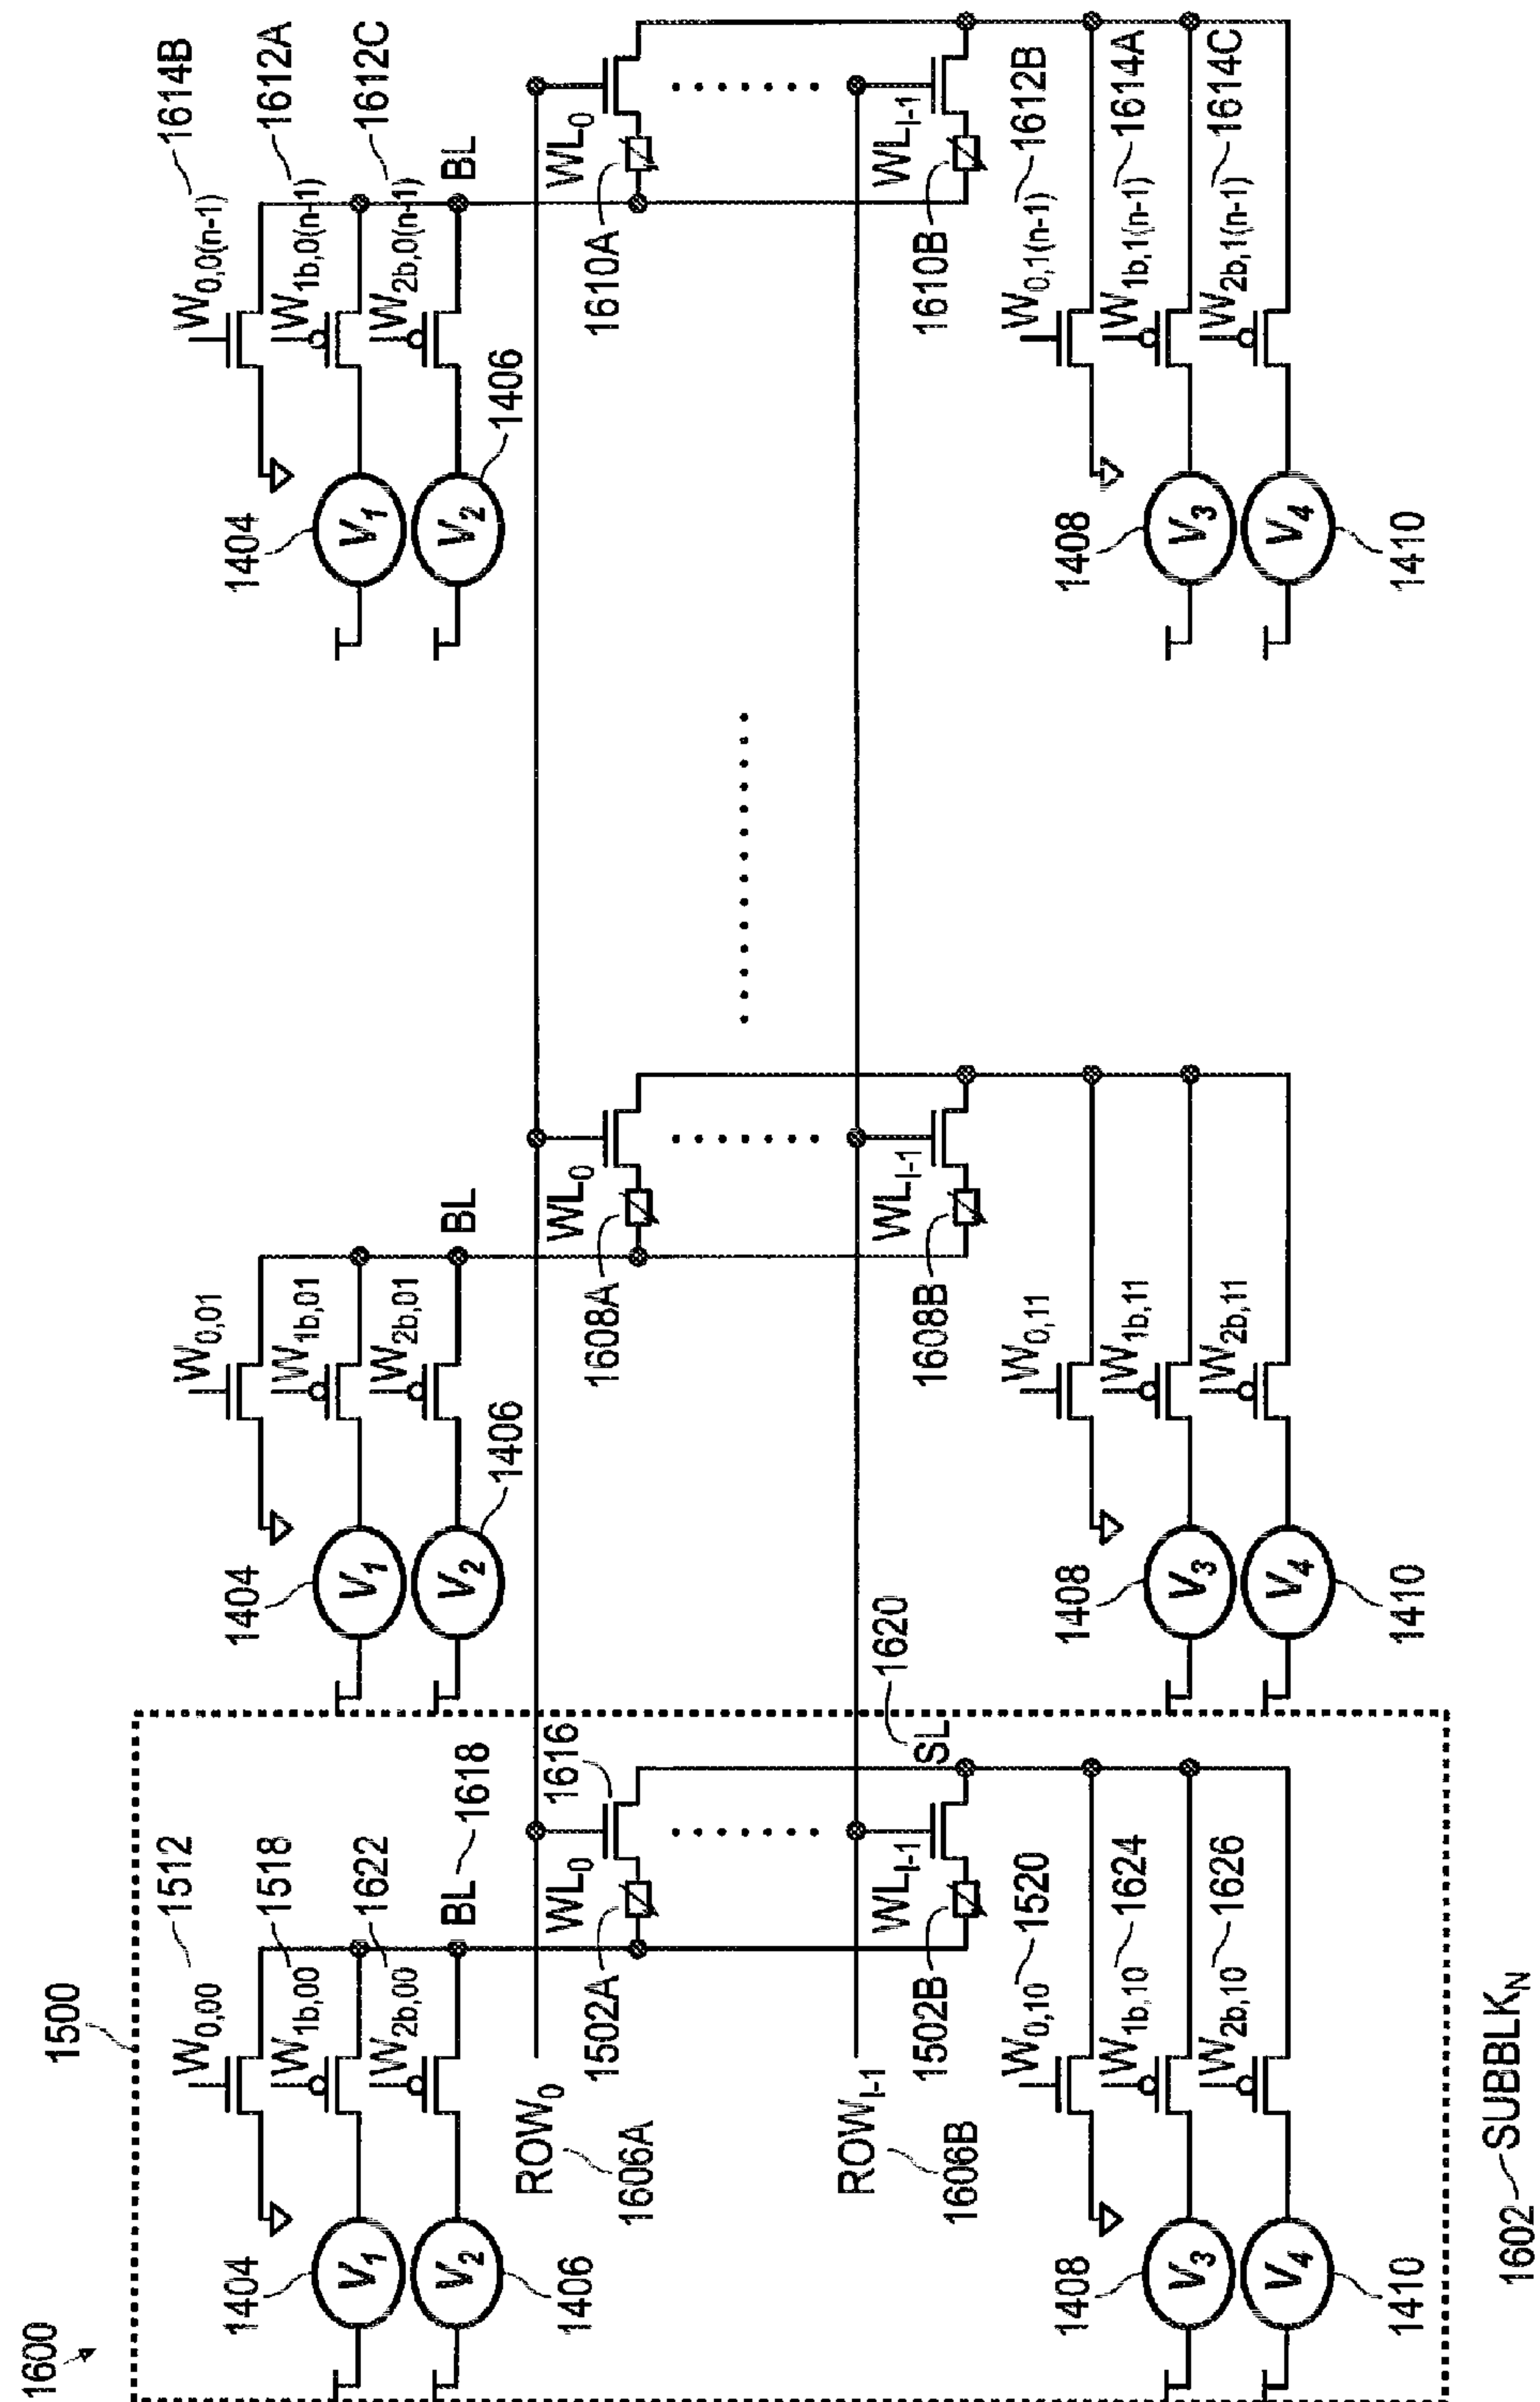 1600
1500
1404
V1
1406
V2
W0,00
1512
W1b,00
1518
W2b,00
1622
BL
1618
ROW0
1606A
1502A
WL0
1616
ROWI-1
1606B
1502B
WLI-1
SL
1620
1408
V3
1410
V4
W0,10
1520
W1b,10
1624
W2b,10
1626
1602
SUBBLKN
1404
V1
1406
V2
W0,01
W1b,01
W2b,01
BL
1608A
WL0
1608B
WLI-1
1408
V3
1410
V4
W0,11
W1b,11
W2b,11
1404
V1
1406
V2
W0,0(n-1)
1614B
W1b,0(n-1)
1612A
W2b,0(n-1)
1612C
BL
1610A
WL0
1610B
WLI-1
1408
V3
1410
V4
W0,1(n-1)
1612B
W1b,1(n-1)
1614A
W2b,1(n-1)
1614C